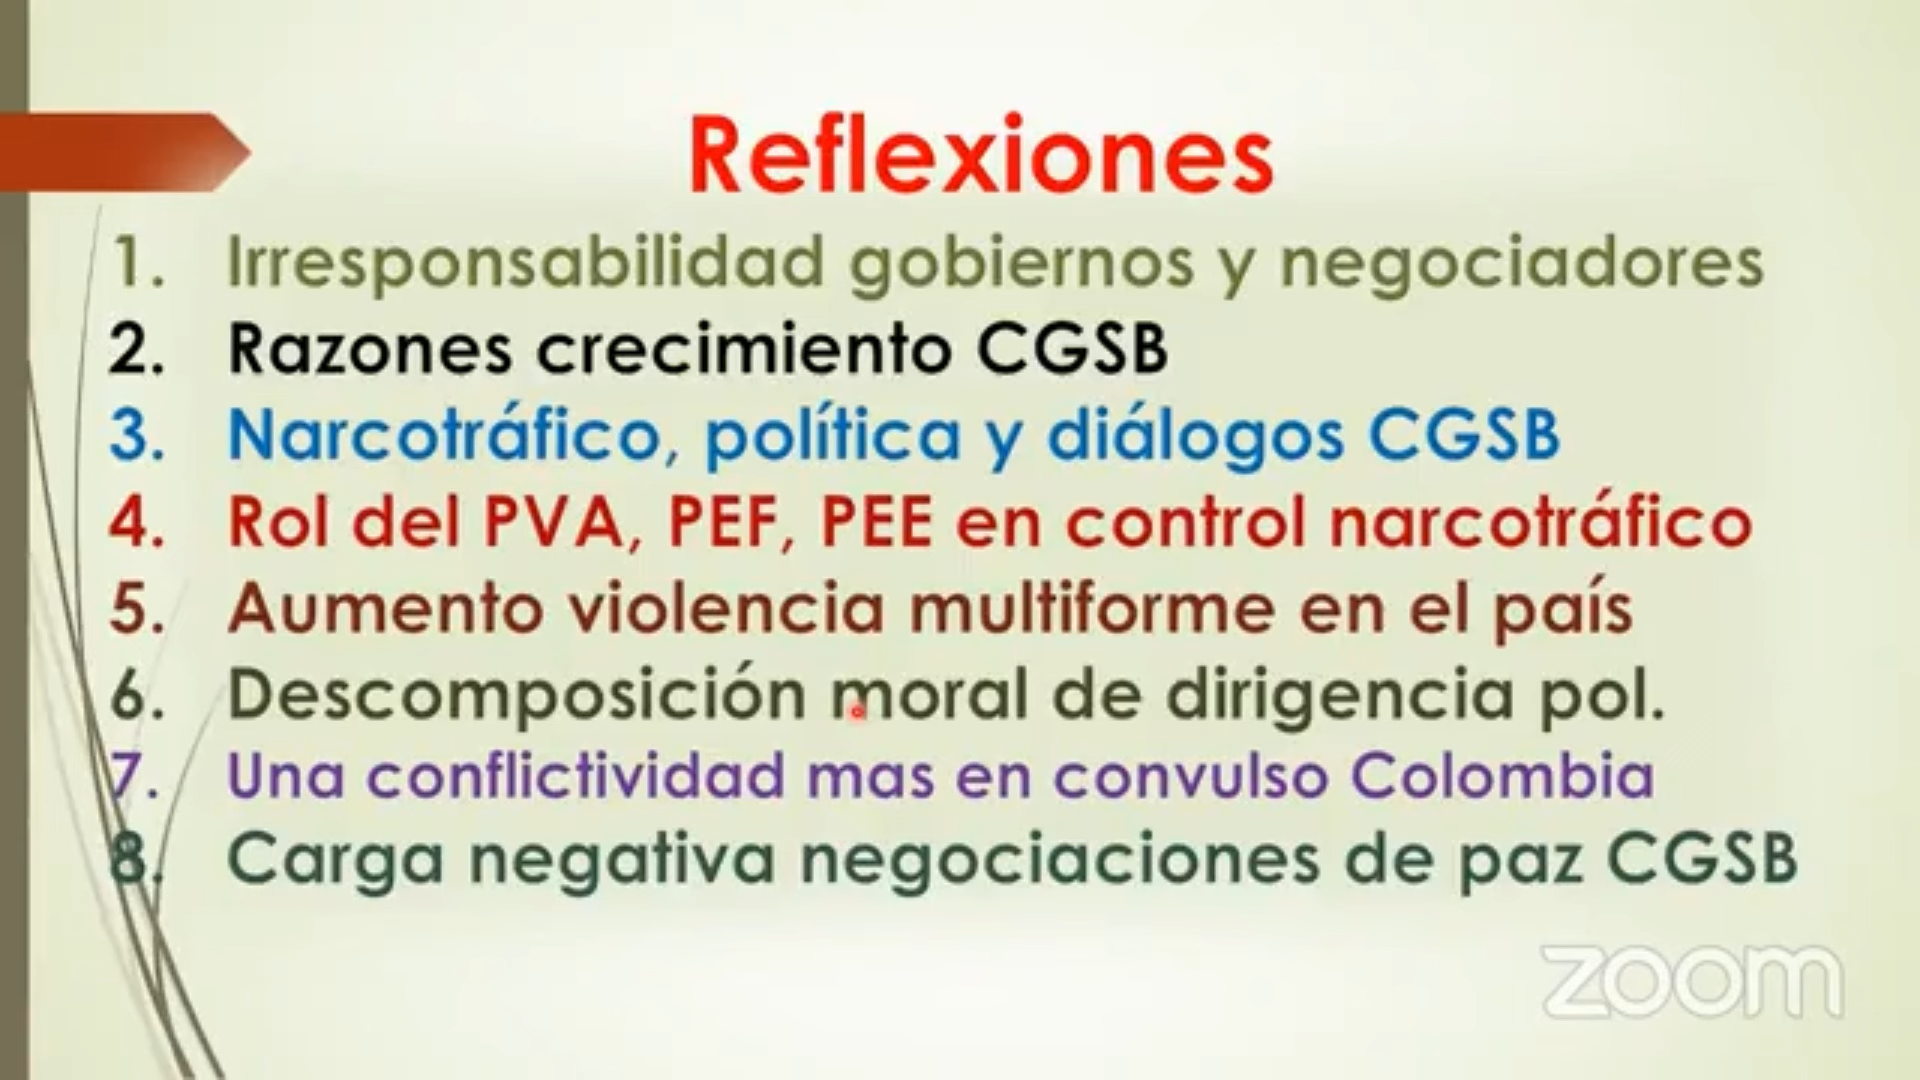 Reflexiones
1. Irresponsabilidad gobiernos y negociadores
2. Razones crecimiento CGSB
3. Narcotráfico, política y diálogos CGSB
4. Rol del PVA, PEF, PEE en control narcotráfico
5. Aumento violencia multiforme en el país
6. Descomposición moral de dirigencia pol.
7. Una conflictividad mas en convulso Colombia
8. Carga negativa negociaciones de paz CGSB
zoom